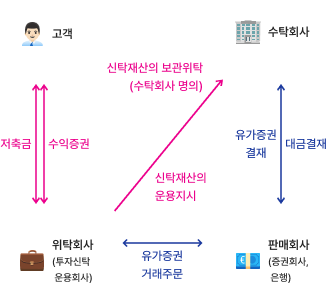 고객
수탁회사
신탁재산의 보관위탁
(수탁회사 명의)
저축금
수익증권
유가증권
결재
대금결재
신탁재산의
운용지시
위탁회사
(투자신탁
운용회사)
유가증권
거래주문
판매회사
(증권회사,
은행)